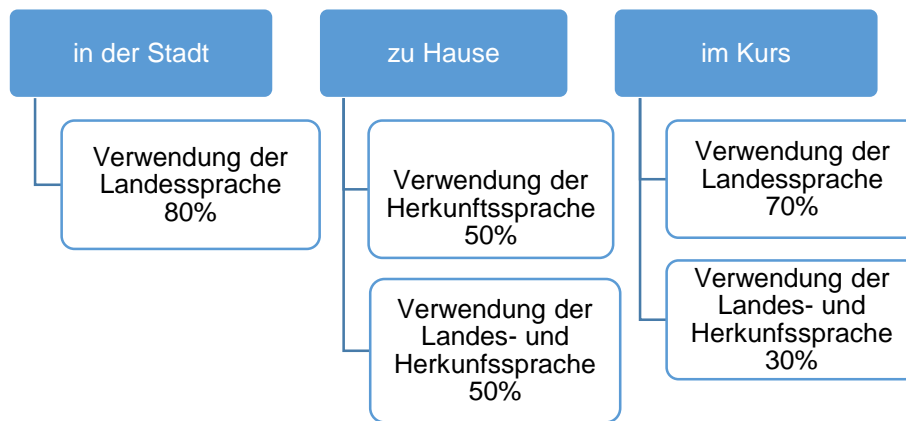 in der Stadt
Verwendung der
Landessprache
80%
zu Hause
Verwendung der
Herkunftssprache
50%
Verwendung der
Landes- und
Herkunfssprache
50%
im Kurs
Verwendung der
Landessprache
70%
Verwendung der
Landes- und
Herkunfssprache
30%